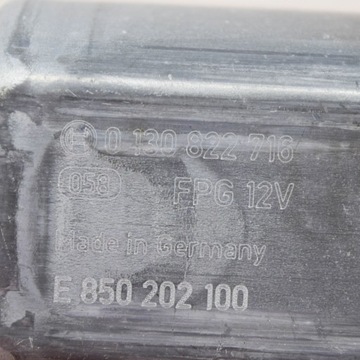 0 130 822 716
058 FPG 12V
Made in Germany
E 850 202 100